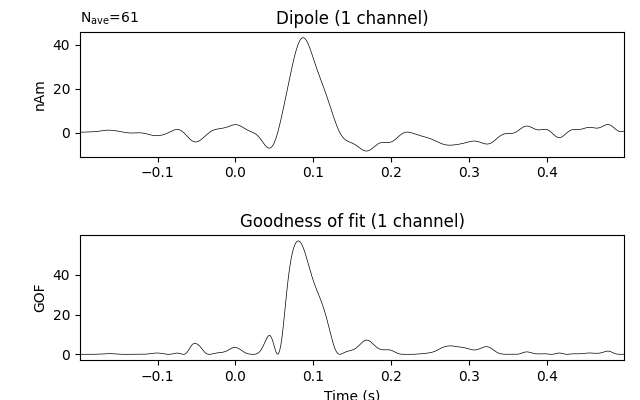 Nave=61
Dipole (1 channel)
nAm
40
20
0
−0.1 0.0 0.1 0.2 0.3 0.4
Goodness of fit (1 channel)
GOF
40
20
0
−0.1 0.0 0.1 0.2 0.3 0.4
Time (s)